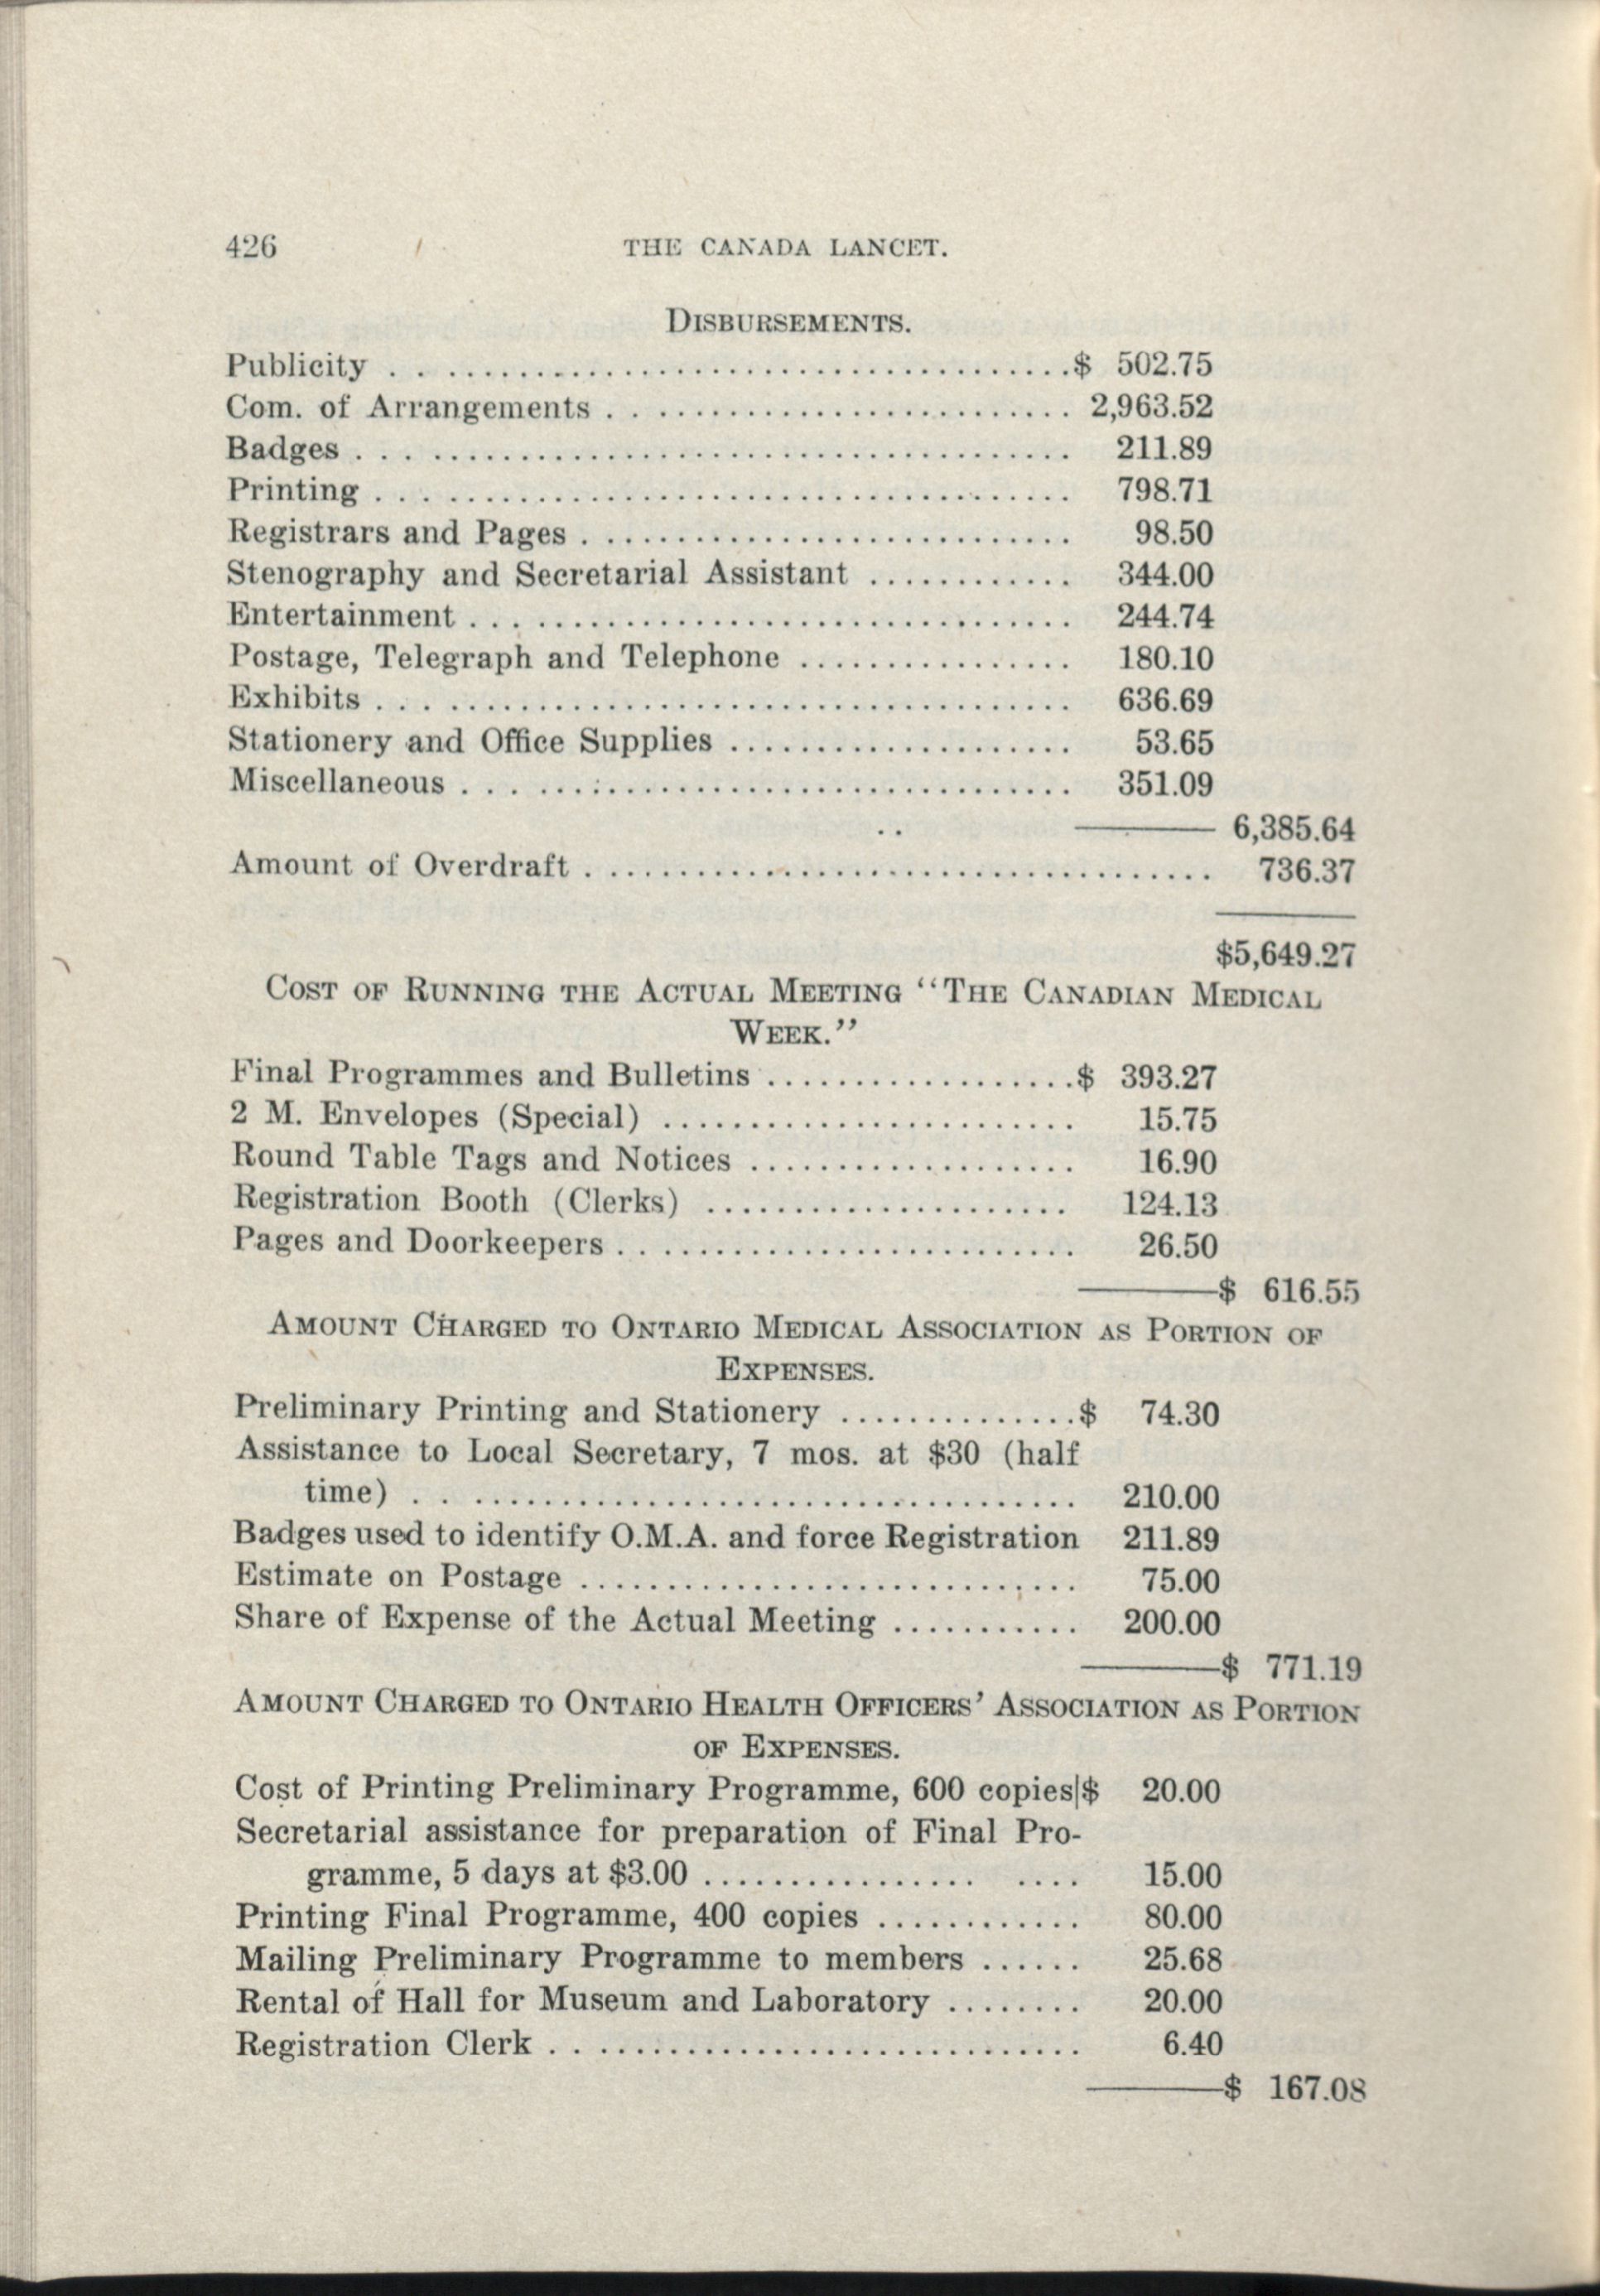 426 THE CANADA LANCET.
DISBURSEMENTS.
Publicity . . ....................................$ 502.75
Com. of Arrangements . . ......................... 2,963.52
Badges . . . ..................................... 211.89
Printing . . . ................................... 798.71
Registrars and Pages . ........................... 98.50
Stenography and Secretarial Assistant ............ 344.00
Entertainment . . . .............................. 244.74
Postage, Telegraph and Telephone ................ 180.10
Exhibits . . . ................................... 636.69
Stationery and Office Supplies .................... 53.65
Miscellaneous . . . .............................. 351.09
6,385.64
Amount of Overdraft . .................................. 736.37
$5,649.27
COST OF RUNNING THE ACTUAL MEETING "THE CANADIAN MEDICAL
WEEK."
Final Programmes and Bulletins ..................$ 393.27
2 M. Envelopes (Special) ........................ 15.75
Round Table Tags and Notices ................... 16.90
Registration Booth (Clerks) ..................... 124.13
Pages and Doorkeepers . . ........................ 26.50
$ 616.55
AMOUNT CHARGED TO ONTARIO MEDICAL ASSOCIATION AS PORTION OF
EXPENSES.
Preliminary Printing and Stationery ..............$ 74.30
Assistance to Local Secretary, 7 mos. at $30 (half
time) . . .................................. 210.00
Badges used to identify O.M.A. and force Registration 211.89
Estimate on Postage ............................. 75.00
Share of Expense of the Actual Meeting ........... 200.00
$ 771.19
AMOUNT CHARGED TO ONTARIO HEALTH OFFICERS' ASSOCIATION AS PORTION
OF EXPENSES.
Cost of Printing Preliminary Programme, 600 copies|$ 20.00
Secretarial assistance for preparation of Final Pro-
gramme, 5 days at $3.00 ................ .... 15.00
Printing Final Programme, 400 copies ............ 80.00
Mailing Preliminary Programme to members ...... 25.68
Rental of Hall for Museum and Laboratory ........ 20.00
Registration Clerk . . ............................ 6.40
$ 167.08